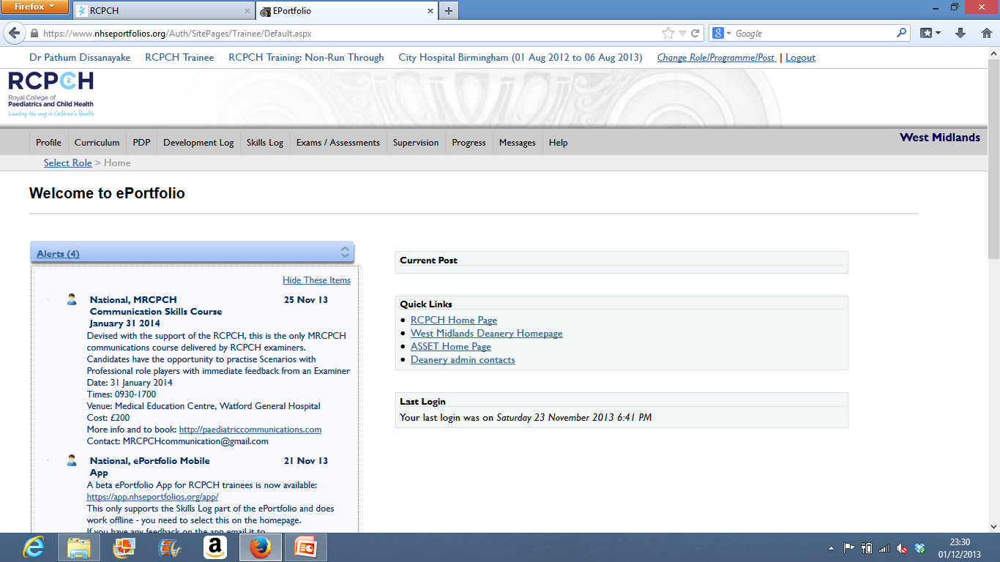 Firefox
RCPCH
EPortfolio
https://www.nhseportfolios.org/Auth/SitePages/Trainee/Default.aspx
Google
Dr Pathum Dissanayake RCPCH Trainee RCPCH Training: Non-Run Through City Hospital Birmingham (01 Aug 2012 to 06 Aug 2013) Change Role/Programme/Post | Logout
RCPCH
Royal College of
Paediatrics and Child Health
Leading the way in Children's Health
Profile Curriculum PDP Development Log Skills Log Exams / Assessments Supervision Progress Messages Help
West Midlands
Select Role > Home
Welcome to ePortfolio
Alerts (4)
Hide These Items
National, MRCPCH 25 Nov 13
Communication Skills Course
January 31 2014
Devised with the support of the RCPCH, this is the only MRCPCH
communications course delivered by RCPCH examiners.
Candidates have the opportunity to practise Scenarios with
Professional role players with immediate feedback from an Examiner
Date: 31 January 2014
Times: 0930-1700
Venue: Medical Education Centre, Watford General Hospital
Cost: £200
More info and to book: http://paediatriccommunications.com
Contact: MRCPCHcommunication@gmail.com
National, ePortfolio Mobile 21 Nov 13
App
A beta ePortfolio App for RCPCH trainees is now available:
https://app.nhseportfolios.org/app/
This only supports the Skills Log part of the ePortfolio and does
work offline - you need to select this on the homepage.
If you have any feedback on the app email it to
Current Post
Quick Links
RCPCH Home Page
West Midlands Deanery Homepage
ASSET Home Page
Deanery admin contacts
Last Login
Your last login was on Saturday 23 November 2013 6:41 PM
23:30
01/12/2013